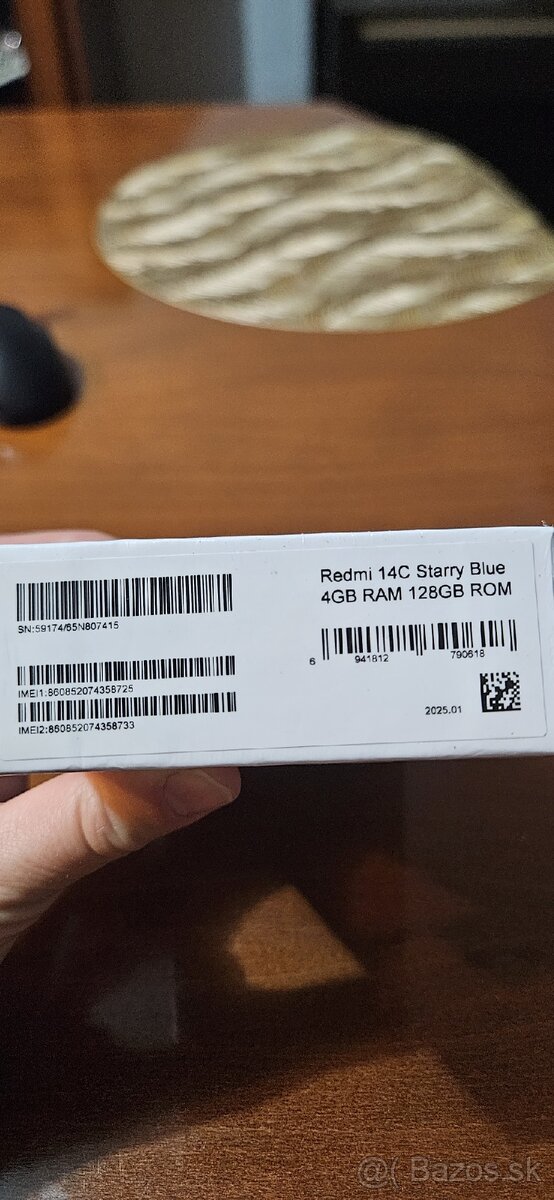 Redmi 14C Starry Blue
4GB RAM 128GB ROM
SN:59174/65N807415
6 941812 790618
IMEI1:860852074358725
IMEI2:860852074358733
2025.01
Bazos.sk